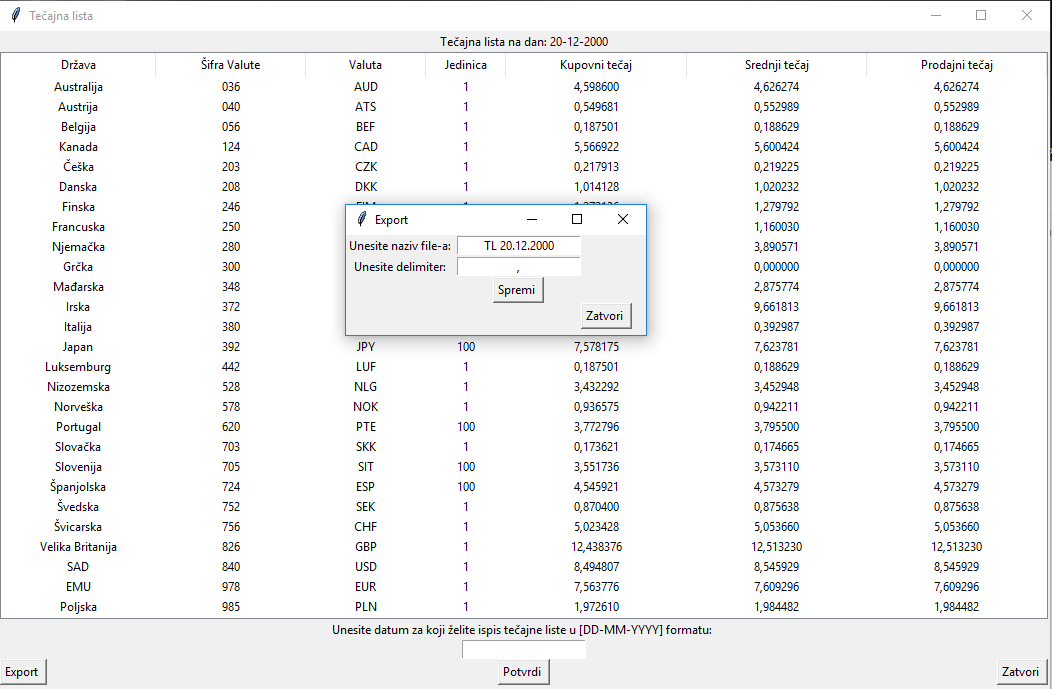 Tečajna lista
Tečajna lista na dan: 20-12-2000
Država Šifra Valute Valuta Jedinica Kupovni tečaj Srednji tečaj Prodajni tečaj
Australija 036 AUD 1 4,598600 4,626274 4,626274
Austrija 040 ATS 1 0,549681 0,552989 0,552989
Belgija 056 BEF 1 0,187501 0,188629 0,188629
Kanada 124 CAD 1 5,566922 5,600424 5,600424
Češka 203 CZK 1 0,217913 0,219225 0,219225
Danska 208 DKK 1 1,014128 1,020232 1,020232
Finska 246 1,279792 1,279792
Francuska 250 1,160030 1,160030
Njemačka 280 3,890571 3,890571
Grčka 300 0,000000 0,000000
Mađarska 348 2,875774 2,875774
Irska 372 9,661813 9,661813
Italija 380 0,392987 0,392987
Export
Unesite naziv file-a: TL 20.12.2000
Unesite delimiter: ,
Spremi
Zatvori
Japan 392 JPY 100 7,578175 7,623781 7,623781
Luksemburg 442 LUF 1 0,187501 0,188629 0,188629
Nizozemska 528 NLG 1 3,432292 3,452948 3,452948
Norveška 578 NOK 1 0,936575 0,942211 0,942211
Portugal 620 PTE 100 3,772796 3,795500 3,795500
Slovačka 703 SKK 1 0,173621 0,174665 0,174665
Slovenija 705 SIT 100 3,551736 3,573110 3,573110
Španjolska 724 ESP 100 4,545921 4,573279 4,573279
Švedska 752 SEK 1 0,870400 0,875638 0,875638
Švicarska 756 CHF 1 5,023428 5,053660 5,053660
Velika Britanija 826 GBP 1 12,438376 12,513230 12,513230
SAD 840 USD 1 8,494807 8,545929 8,545929
EMU 978 EUR 1 7,563776 7,609296 7,609296
Poljska 985 PLN 1 1,972610 1,984482 1,984482
Unesite datum za koji želite ispis tečajne liste u [DD-MM-YYYY] formatu:
Export Potvrdi Zatvori